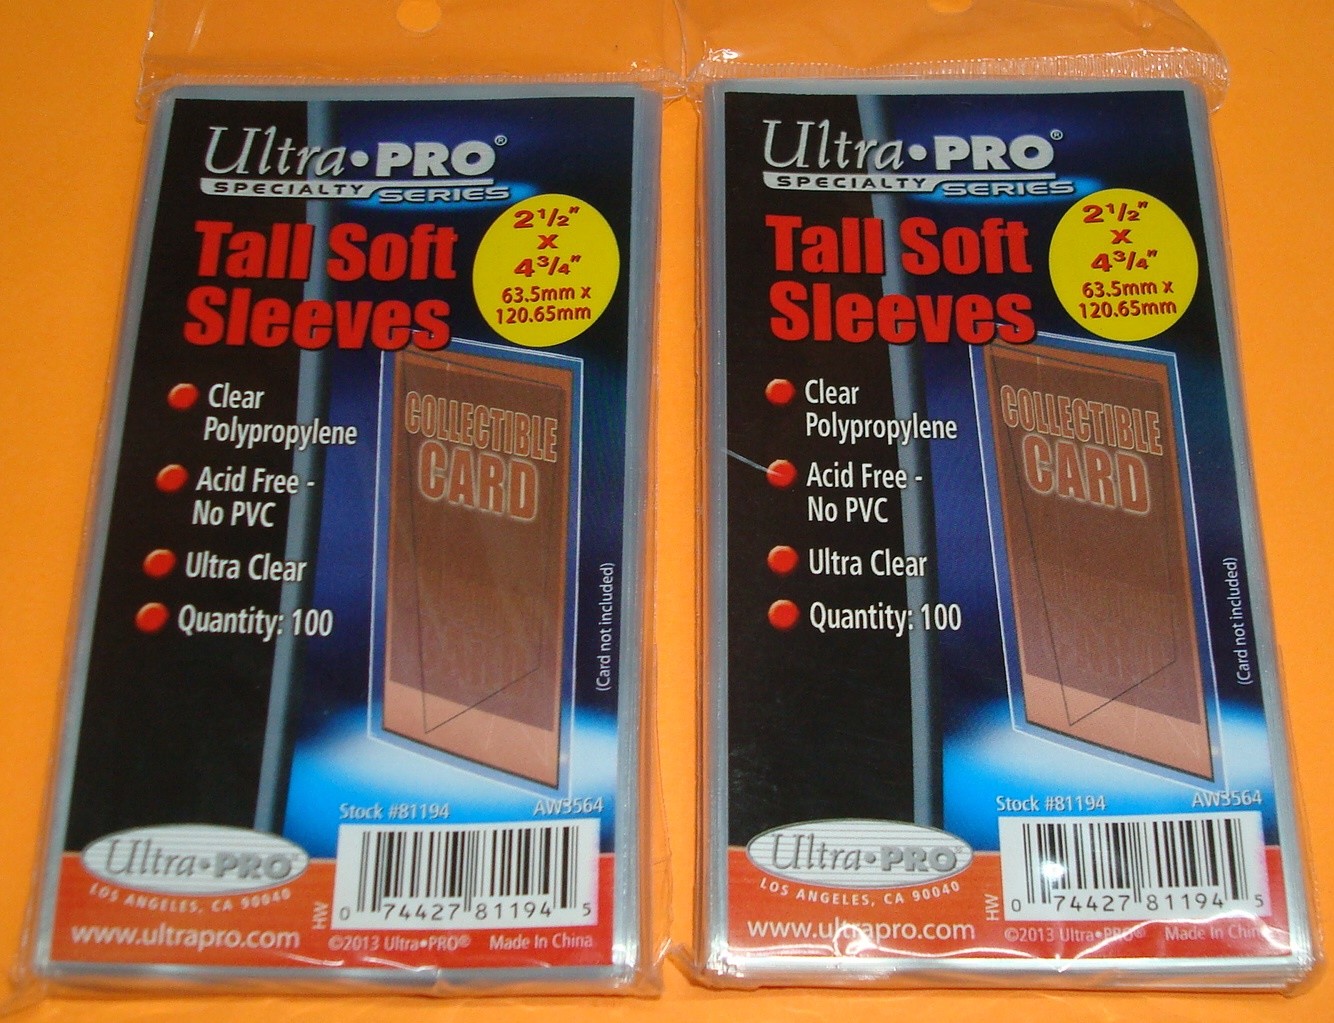 Ultra•PRO®
SPECIALTY SERIES
Tall Soft
Sleeves
2 1/2"
x
4 3/4"
63.5mm x
120.65mm
Clear
Polypropylene
Acid Free -
No PVC
Ultra Clear
Quantity: 100
COLLECTIBLE
CARD
(Card not included)
Stock #81194 AW3564
Ultra•PRO®
LOS ANGELES, CA 90040
www.ultrapro.com
HW
0 74427 81194 5
©2013 Ultra•PRO® Made In China
Ultra•PRO®
SPECIALTY SERIES
Tall Soft
Sleeves
2 1/2"
x
4 3/4"
63.5mm x
120.65mm
Clear
Polypropylene
Acid Free -
No PVC
Ultra Clear
Quantity: 100
COLLECTIBLE
CARD
(Card not included)
Stock #81194 AW3564
Ultra•PRO®
LOS ANGELES, CA 90040
www.ultrapro.com
HW
0 74427 81194 5
©2013 Ultra•PRO® Made In China